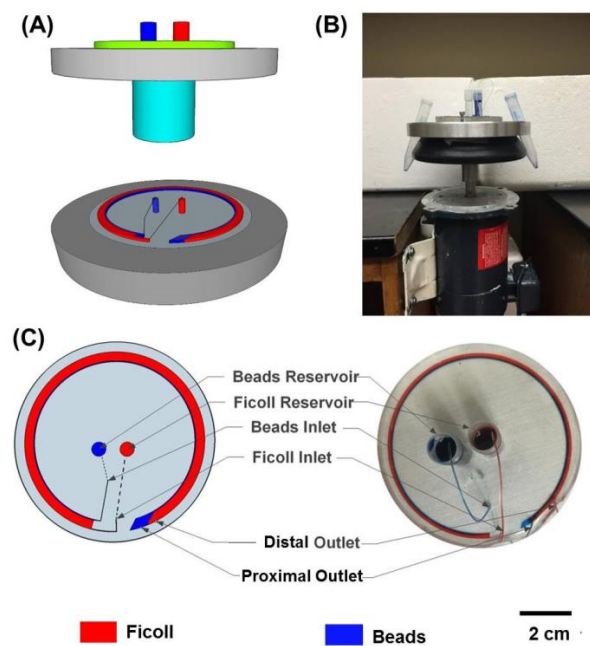 (A)
(B)
(C)
Beads Reservoir
Ficoll Reservoir
Beads Inlet
Ficoll Inlet
Distal Outlet
Proximal Outlet
Ficoll
Beads
2 cm